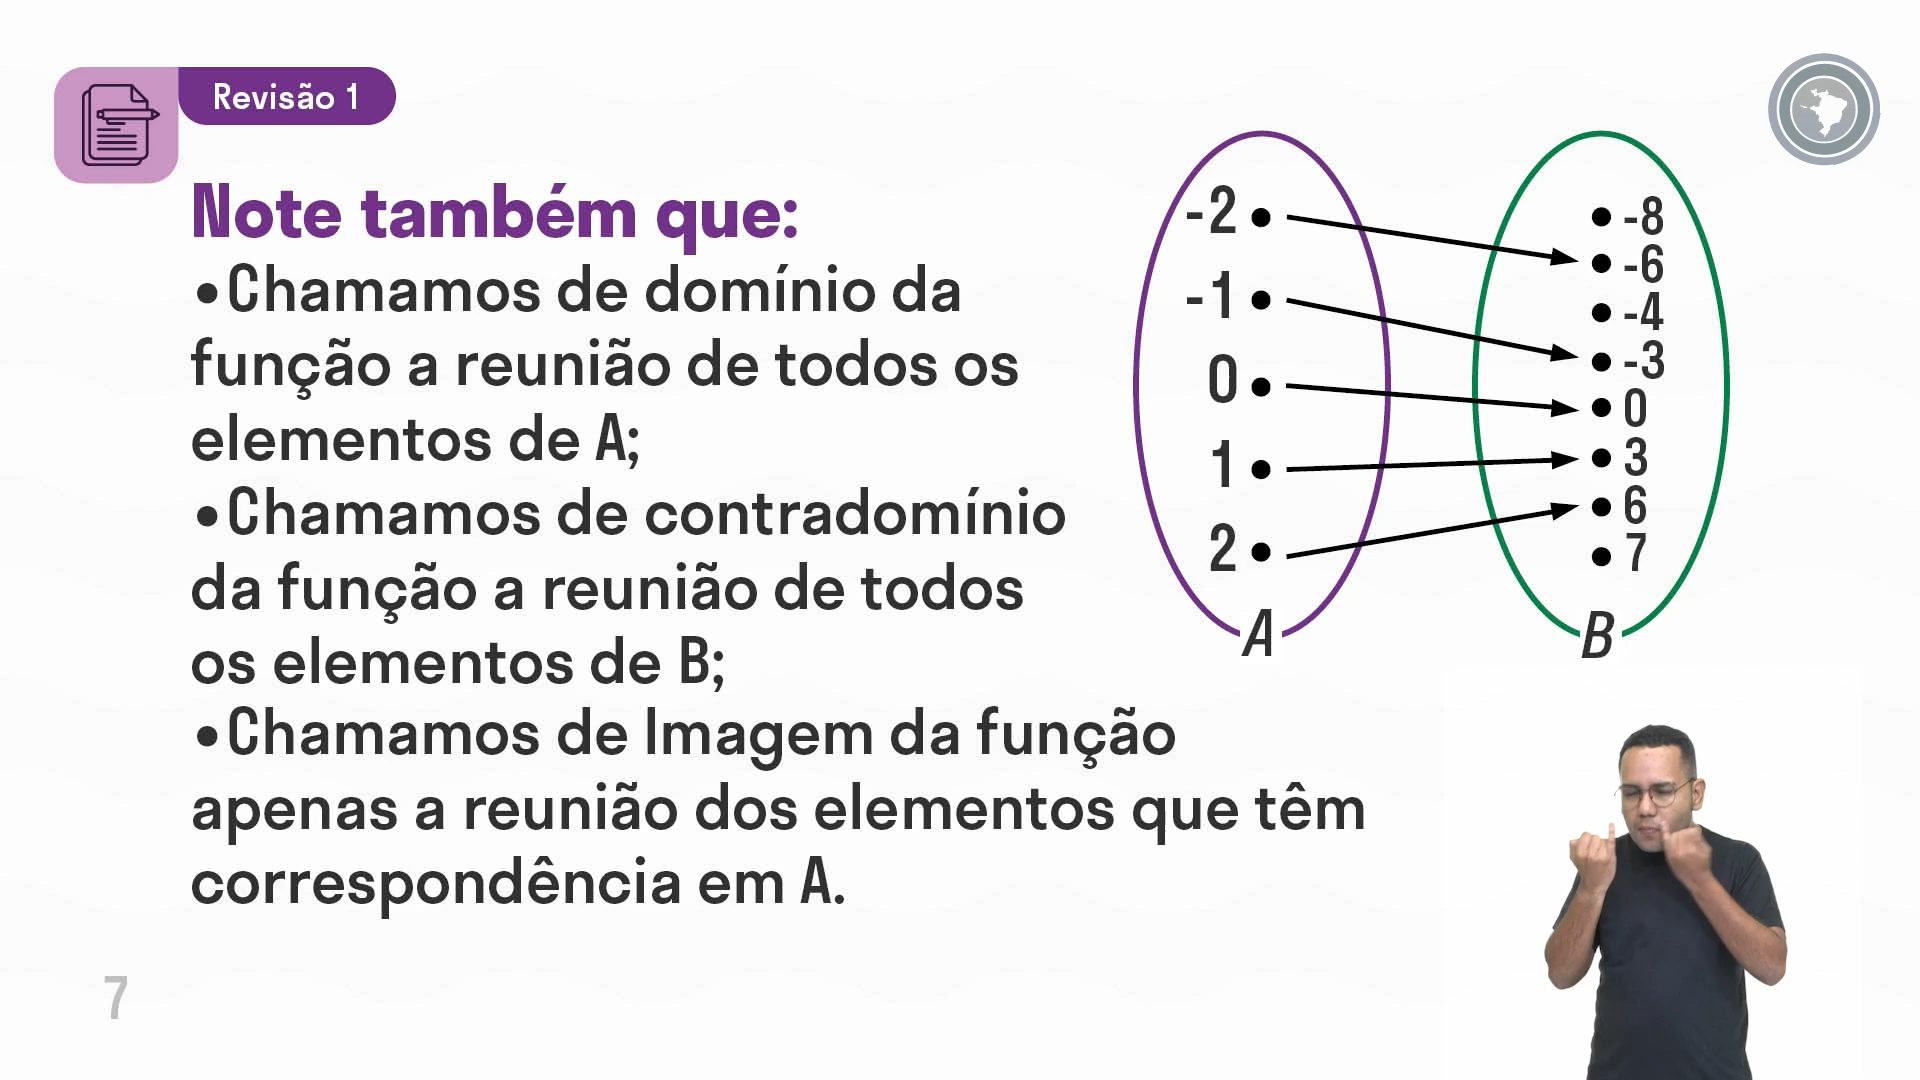 Revisão 1
Note também que:
•Chamamos de domínio da
função a reunião de todos os
elementos de A;
•Chamamos de contradomínio
da função a reunião de todos
os elementos de B;
•Chamamos de Imagem da função
apenas a reunião dos elementos que têm
correspondência em A.
-2
-1
0
1
2
A
-8
-6
-4
-3
0
3
6
7
B
7